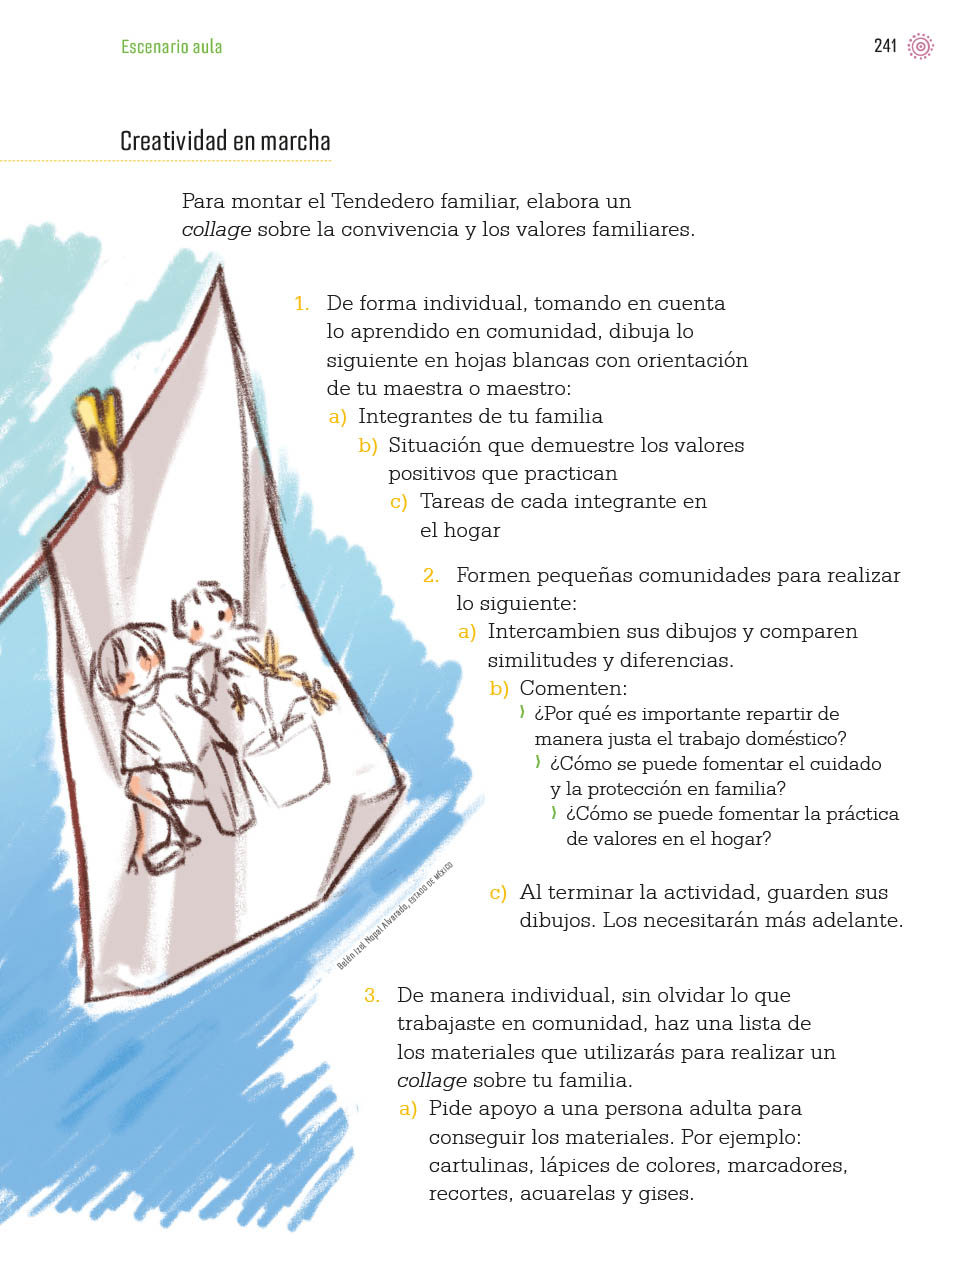 Escenario aula
241
Creatividad en marcha
Para montar el Tendedero familiar, elabora un
collage sobre la convivencia y los valores familiares.
1. De forma individual, tomando en cuenta
lo aprendido en comunidad, dibuja lo
siguiente en hojas blancas con orientación
de tu maestra o maestro:
a) Integrantes de tu familia
b) Situación que demuestre los valores
positivos que practican
c) Tareas de cada integrante en
el hogar
2. Formen pequeñas comunidades para realizar
lo siguiente:
a) Intercambien sus dibujos y comparen
similitudes y diferencias.
b) Comenten:
⟩ ¿Por qué es importante repartir de
manera justa el trabajo doméstico?
⟩ ¿Cómo se puede fomentar el cuidado
y la protección en familia?
⟩ ¿Cómo se puede fomentar la práctica
de valores en el hogar?
c) Al terminar la actividad, guarden sus
dibujos. Los necesitarán más adelante.
Belén Izel Nopal Alvarado, ESTADO DE MÉXICO
3. De manera individual, sin olvidar lo que
trabajaste en comunidad, haz una lista de
los materiales que utilizarás para realizar un
collage sobre tu familia.
a) Pide apoyo a una persona adulta para
conseguir los materiales. Por ejemplo:
cartulinas, lápices de colores, marcadores,
recortes, acuarelas y gises.